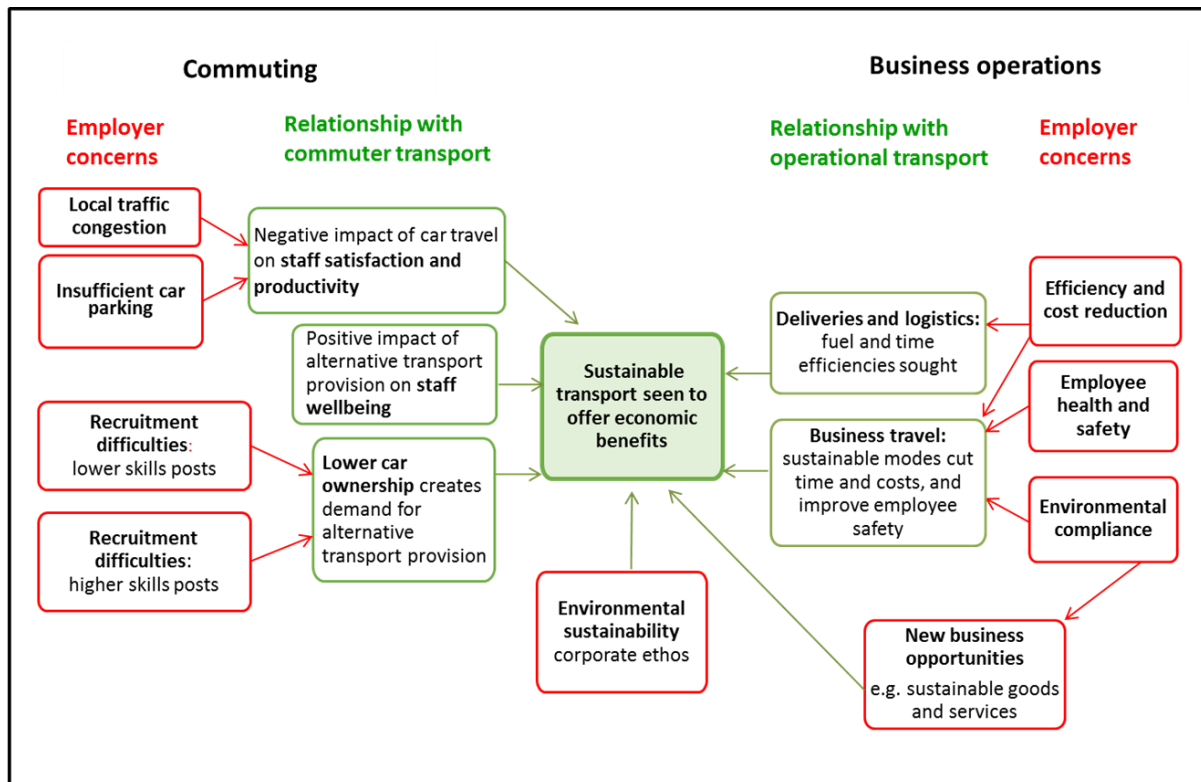 Commuting
Business operations
Employer
concerns
Relationship with
commuter transport
Relationship with
operational transport
Employer
concerns
Local traffic
congestion
Insufficient car
parking
Recruitment
difficulties:
lower skills posts
Recruitment
difficulties:
higher skills posts
Negative impact of car travel
on staff satisfaction and
productivity
Positive impact of
alternative transport
provision on staff
wellbeing
Lower car
ownership creates
demand for
alternative
transport provision
Sustainable
transport seen to
offer economic
benefits
Environmental
sustainability
corporate ethos
Deliveries and logistics:
fuel and time
efficiencies sought
Business travel:
sustainable modes cut
time and costs, and
improve employee
safety
Efficiency and
cost reduction
Employee
health and
safety
Environmental
compliance
New business
opportunities
e.g. sustainable goods
and services